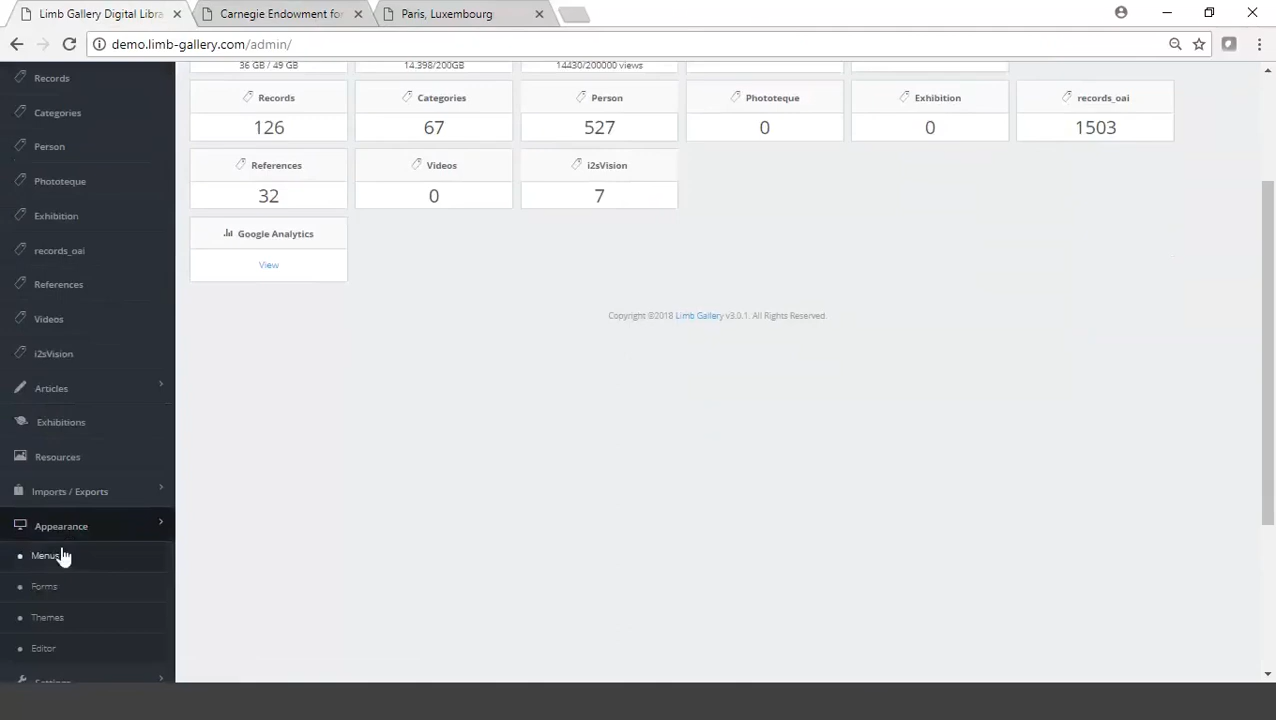 Limb Gallery Digital Libra
Carnegie Endowment for
Paris, Luxembourg
demo.limb-gallery.com/admin/
Records
Categories
Person
Phototeque
Exhibition
records_oai
References
Videos
i2sVision
Articles
Exhibitions
Resources
Imports / Exports
Appearance
Menus
Forms
Themes
Editor
Settings
36 GB / 49 GB
14.398/200GB
14430/200000 views
Records
Categories
Person
Phototeque
Exhibition
records_oai
126
67
527
0
0
1503
References
Videos
i2sVision
32
0
7
Google Analytics
View
Copyright ©2018 Limb Gallery v3.0.1. All Rights Reserved.